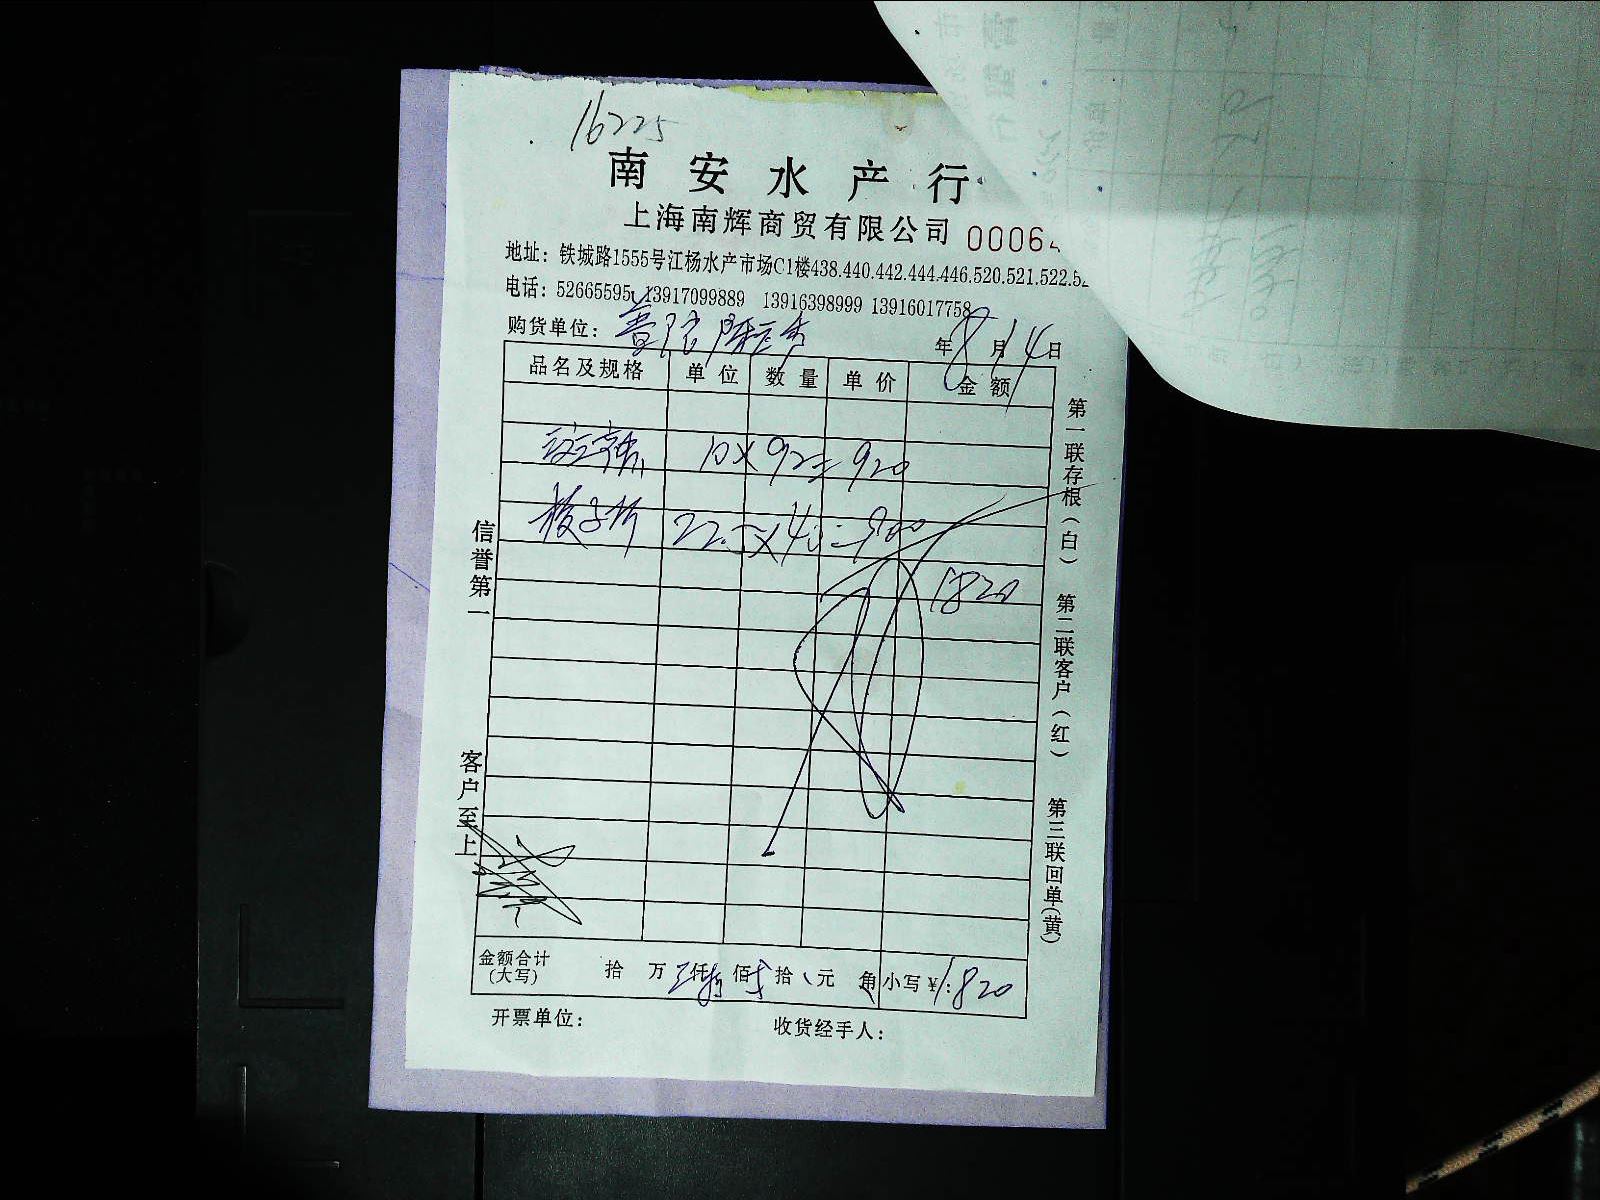 16225
南安水产行
上海南辉商贸有限公司 00064
地址：铁城路1555号江杨水产市场C1楼438.440.442.444.446.520.521.522.52
电话：52665595 13917099889 13916398999 13916017758
购货单位：普陀 年8月14日
品名及规格 单位 数量 单价 金额
10×92=920
22.5×40=900
1820
信誉第一
客户至上
第一联存根（白） 第二联客户（红） 第三联回单（黄）
金额合计（大写） 拾 万 仟 佰 拾 元 角 小写￥：1820
开票单位： 收货经手人：